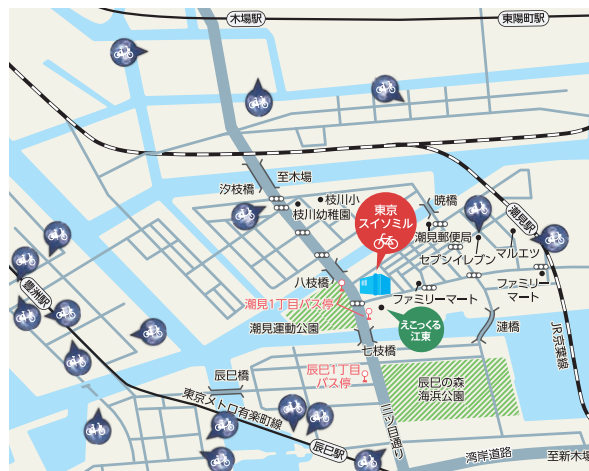 木場駅
東陽町駅
至木場
汐枝橋
枝川小
枝川幼稚園
東京
スイソミル
暁橋
潮見駅
潮見郵便局
セブンイレブン
マルエツ
八枝橋
ファミリー
マート
ファミリーマート
豊洲駅
潮見1丁目バス停
えこっくる
江東
潮見運動公園
漣橋
JR京葉線
七枝橋
辰巳橋
辰巳1丁目
バス停
辰巳の森
海浜公園
東京メトロ有楽町線
三ツ目通り
辰巳駅
湾岸道路
至新木場